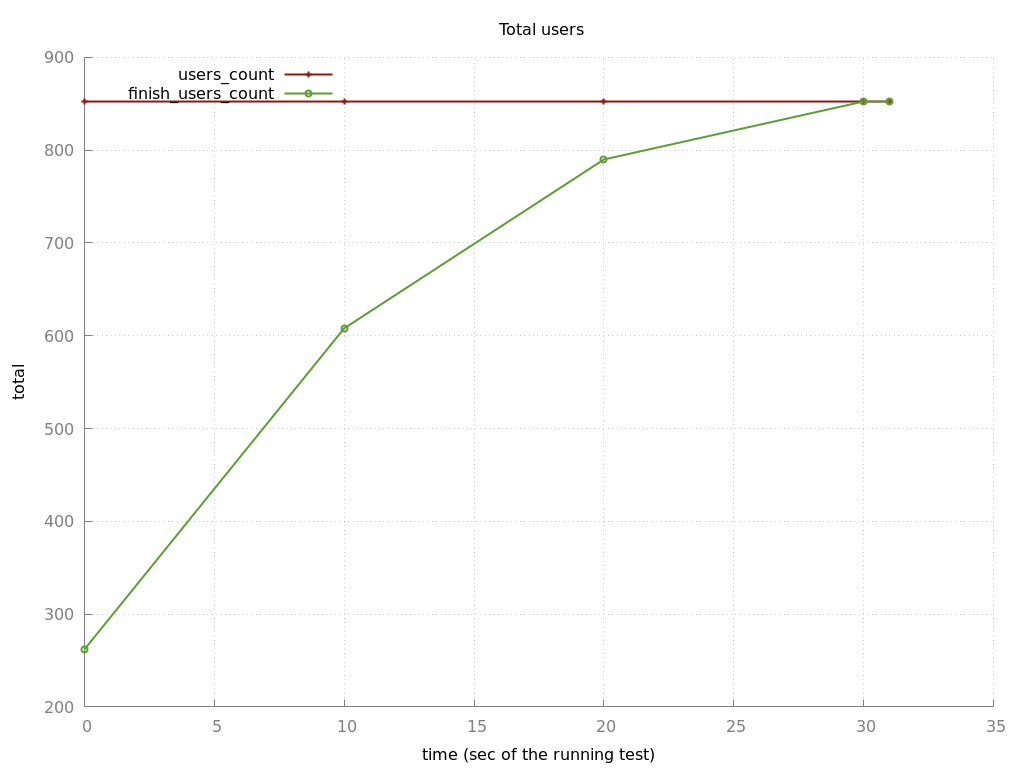 Total users
900
users_count
finish_users_count
800
700
600
total
500
400
300
200
0 5 10 15 20 25 30 35
time (sec of the running test)